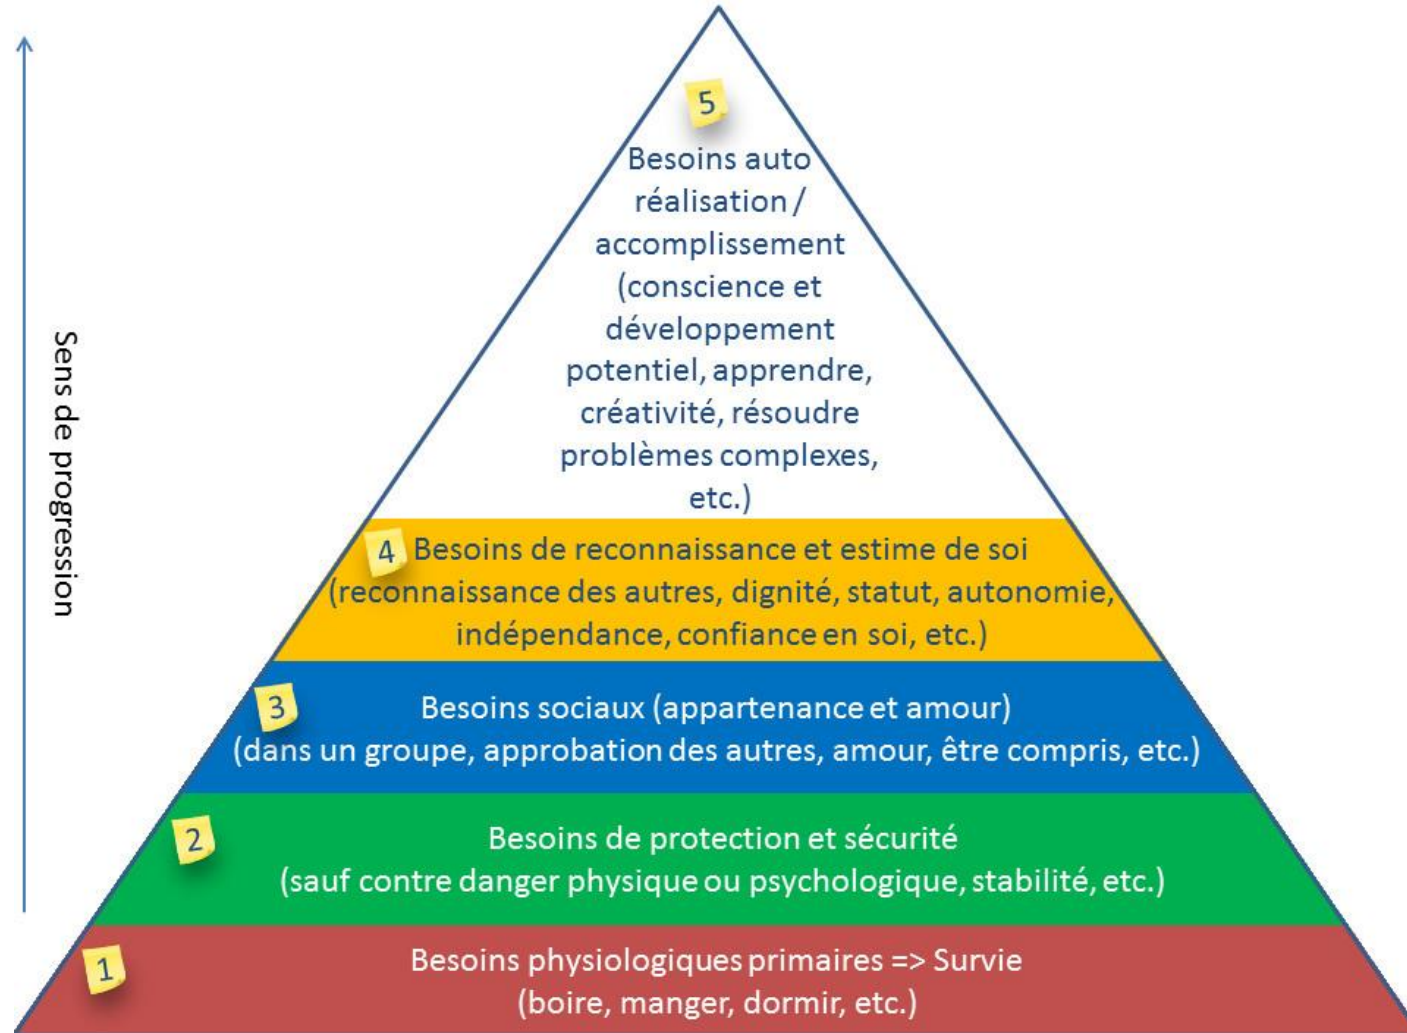 Sens de progression
5
Besoins auto
réalisation /
accomplissement
(conscience et
développement
potentiel, apprendre,
créativité, résoudre
problèmes complexes,
etc.)
4
Besoins de reconnaissance et estime de soi
(reconnaissance des autres, dignité, statut, autonomie,
indépendance, confiance en soi, etc.)
3
Besoins sociaux (appartenance et amour)
(dans un groupe, approbation des autres, amour, être compris, etc.)
2
Besoins de protection et sécurité
(sauf contre danger physique ou psychologique, stabilité, etc.)
1
Besoins physiologiques primaires => Survie
(boire, manger, dormir, etc.)